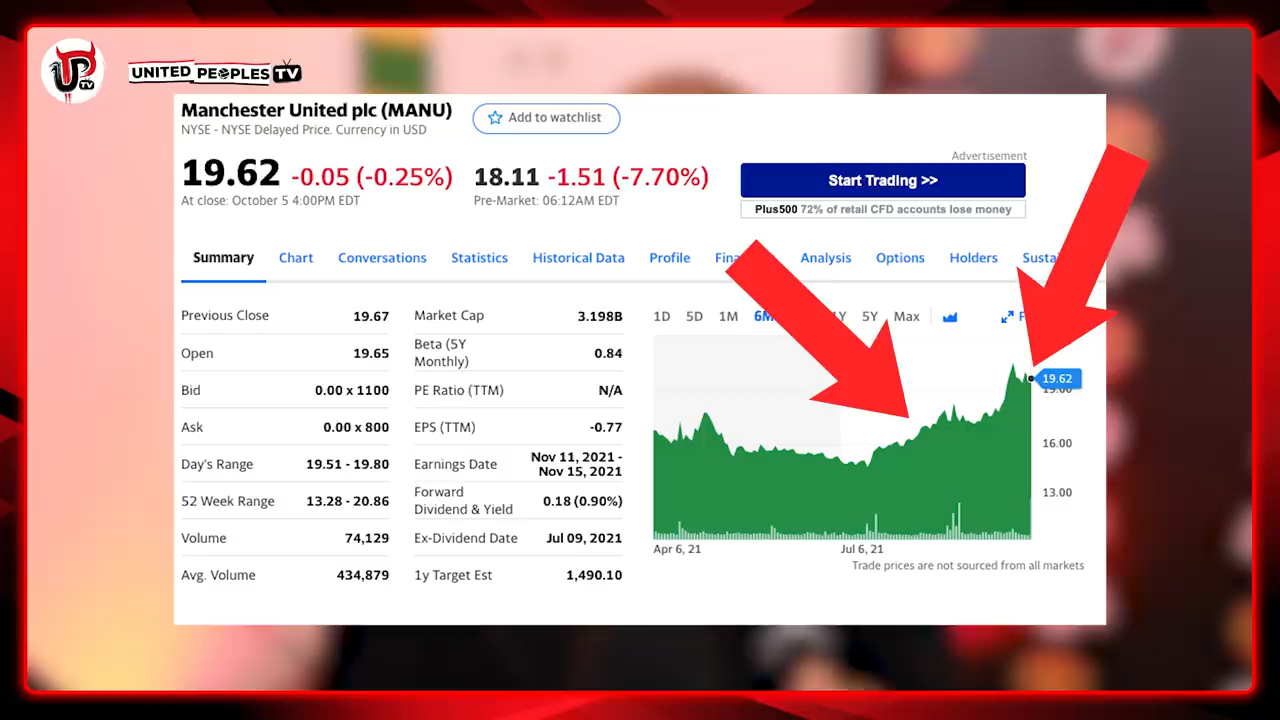 UP TV
UNITED PEOPLES TV
Manchester United plc (MANU)
Add to watchlist
NYSE - NYSE Delayed Price. Currency in USD
Advertisement
19.62 -0.05 (-0.25%)
18.11 -1.51 (-7.70%)
Start Trading >>
At close: October 5 4:00PM EDT
Pre-Market: 06:12AM EDT
Plus500 72% of retail CFD accounts lose money
Summary Chart Conversations Statistics Historical Data Profile Analysis Options Holders
Previous Close 19.67
Open 19.65
Bid 0.00 x 1100
Ask 0.00 x 800
Day's Range 19.51 - 19.80
52 Week Range 13.28 - 20.86
Volume 74,129
Avg. Volume 434,879
Market Cap 3.198B
Beta (5Y
Monthly) 0.84
PE Ratio (TTM) N/A
EPS (TTM) -0.77
Earnings Date Nov 11, 2021 -
Nov 15, 2021
Forward
Dividend & Yield 0.18 (0.90%)
Ex-Dividend Date Jul 09, 2021
1y Target Est 1,490.10
1D 5D 1M 6M 1Y 5Y Max
19.62
19.00
16.00
13.00
Apr 6, 21 Jul 6, 21
Trade prices are not sourced from all markets